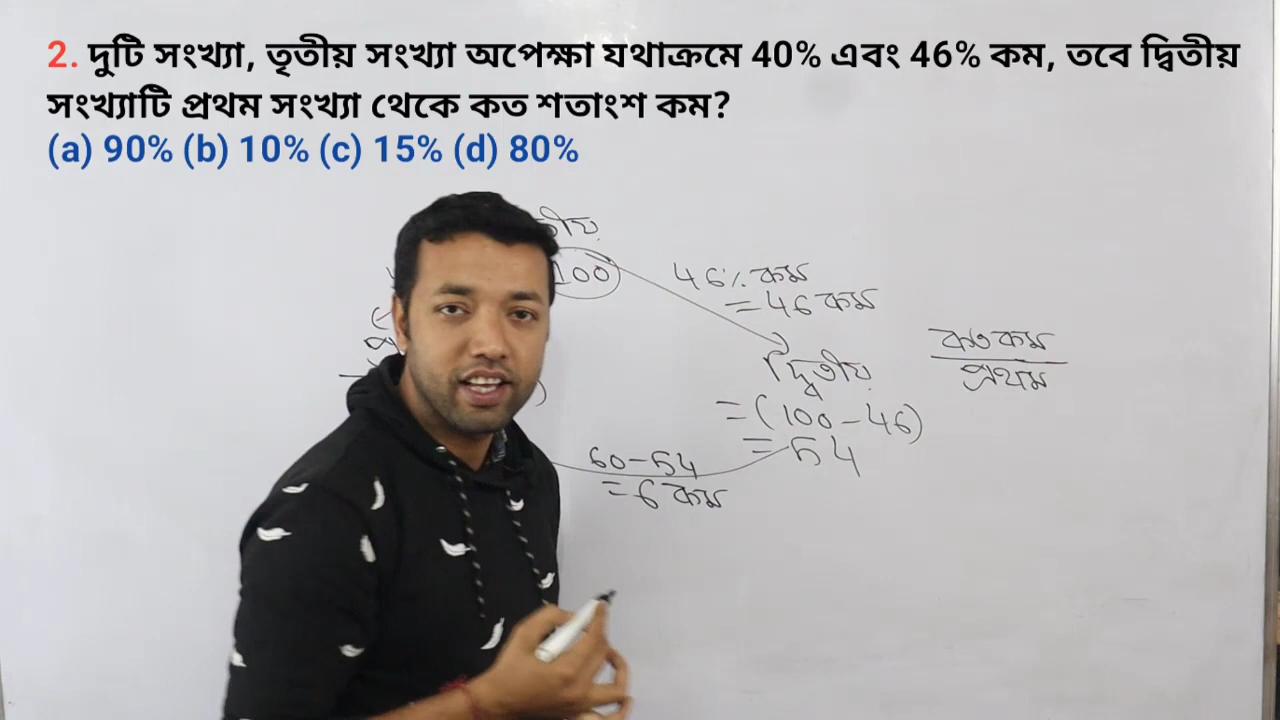 2. দুটি সংখ্যা, তৃতীয় সংখ্যা অপেক্ষা যথাক্রমে 40% এবং 46% কম, তবে দ্বিতীয়
সংখ্যাটি প্রথম সংখ্যা থেকে কত শতাংশ কম?
(a) 90% (b) 10% (c) 15% (d) 80%
100
46% কম
= 46 কম
দ্বিতীয়
= (100-46)
= 54
কত কম
প্রথম
60-54
= 6 কম